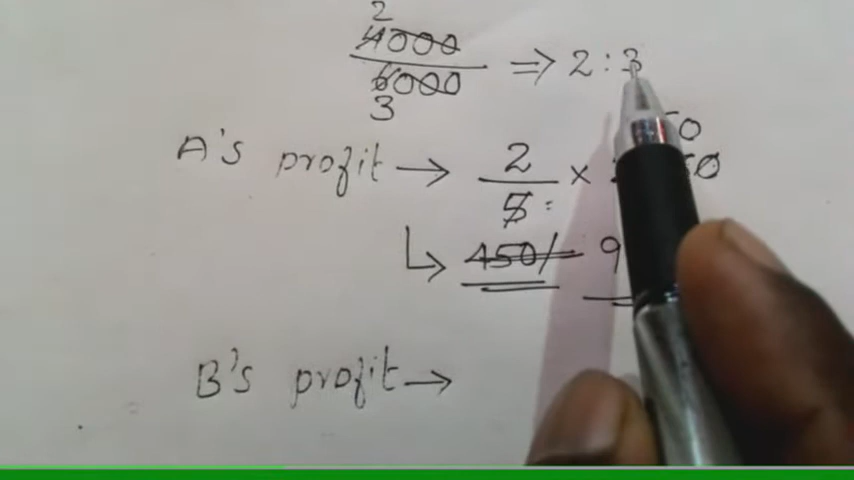 2
4000
6000 ⇒ 2:3
3
A's profit → 2/5 ×
↳ 450/- 9
B's profit →